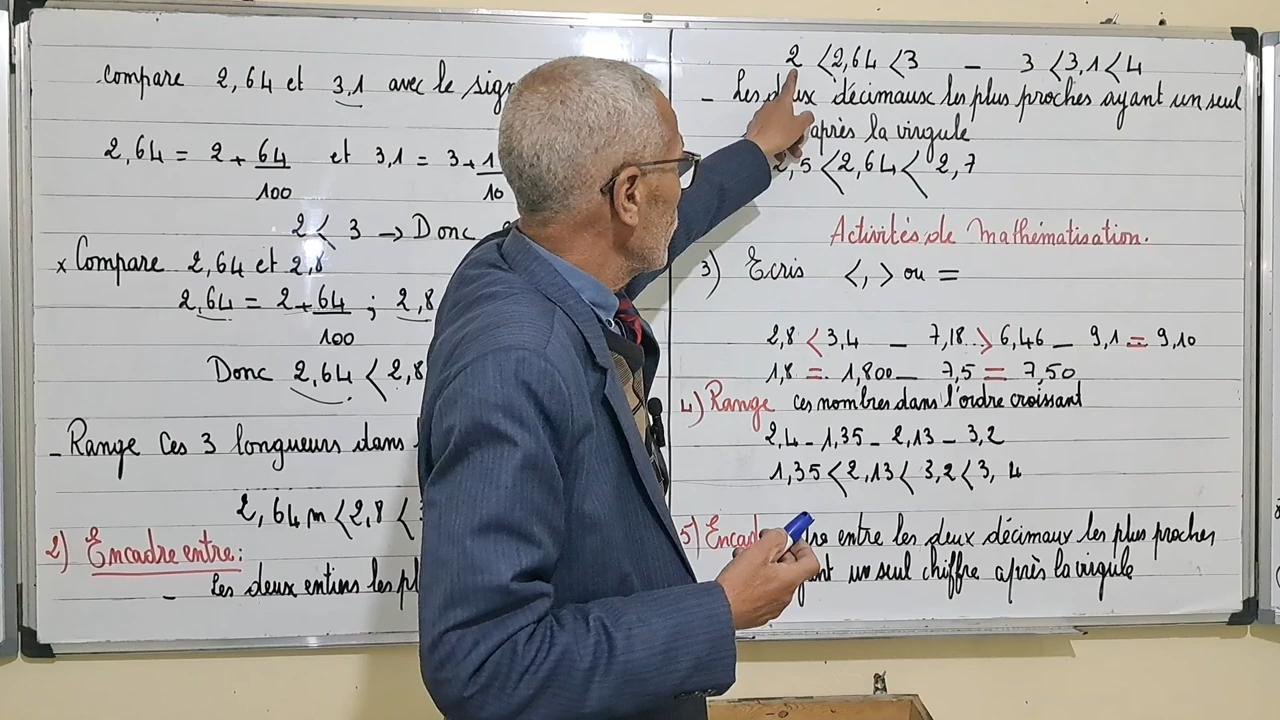 compare 2,64 et 3,1 avec le sign
2,64 = 2 + 64/100 et 3,1 = 3 + 1/10
2 < 3 → Donc
x Compare 2,64 et 2,8
2,64 = 2 + 64/100 ; 2,8
Donc 2,64 < 2,8
- Range Ces 3 longueurs dans
2,64 m < 2,8 <
2) Encadre entre :
- Les deux entiers les pl
2 < 2,64 < 3 - 3 < 3,1 < 4
- Les deux décimaux les plus proches ayant un seul
après la virgule
2,5 < 2,64 < 2,7
Activités de Mathématisation.
3) Ecris <, > ou =
2,8 < 3,4 - 7,18 > 6,46 - 9,1 = 9,10
1,8 = 1,800 - 7,5 = 7,50
4) Range ces nombres dans l'ordre croissant
2,4 - 1,35 - 2,13 - 3,2
1,35 < 2,13 < 3,2 < 3,4
5) Encad re entre les deux décimaux les plus proches
nt un seul chiffre après la virgule